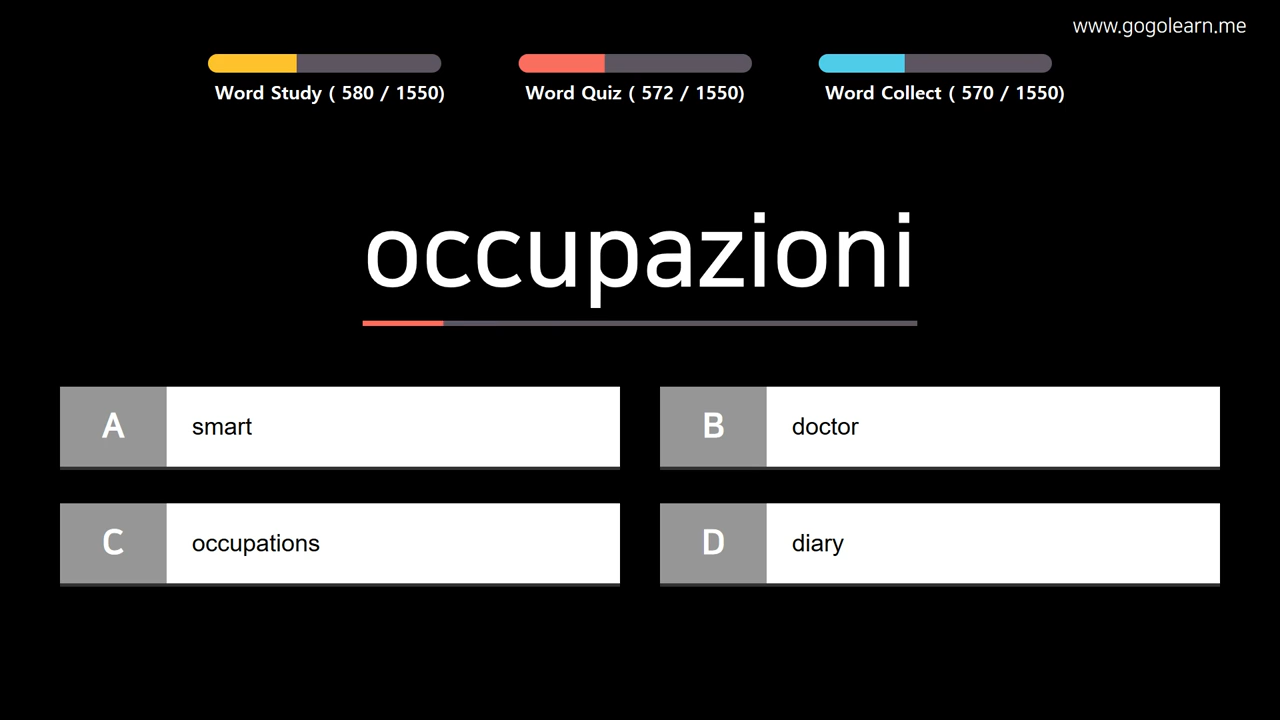 www.gogolearn.me
Word Study ( 580 / 1550)
Word Quiz ( 572 / 1550)
Word Collect ( 570 / 1550)
occupazioni
A smart
B doctor
C occupations
D diary